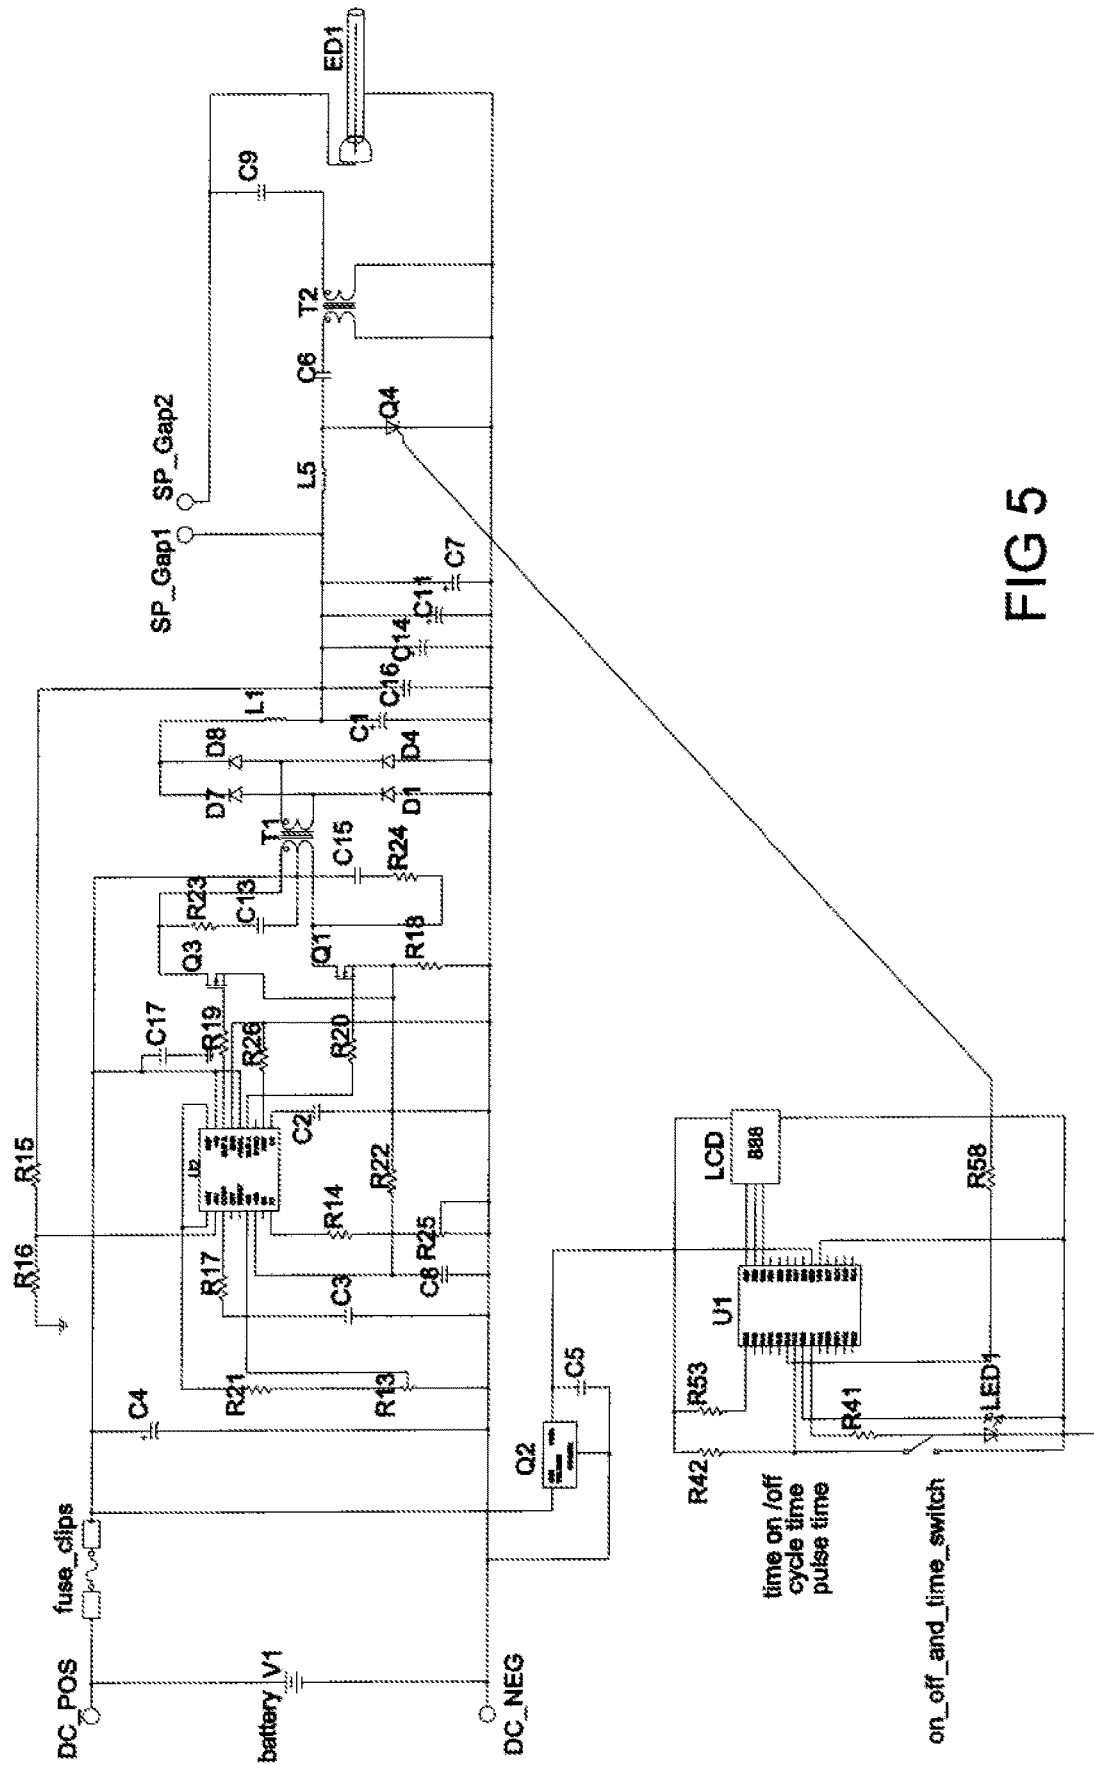 ED1
C9
T2
C6
SP_Gap2
SP_Gap1
Q4
L5
C7
C11
C14
C16
C1
L1
D8
D7
D4
D1
T1
C15
R24
R23
C13
R18
Q3
Q1
C17
R19
R26
R20
C2
U2
R15
R16
R22
R14
R25
R17
C8
C3
R21
R13
C4
C5
Q2
fuse_clips
DC_POS
battery_V1
DC_NEG
LCD
888
R58
U1
R53
R42
R41
LED1
time on /off
cycle time
pulse time
on_off_and_time_switch
FIG 5